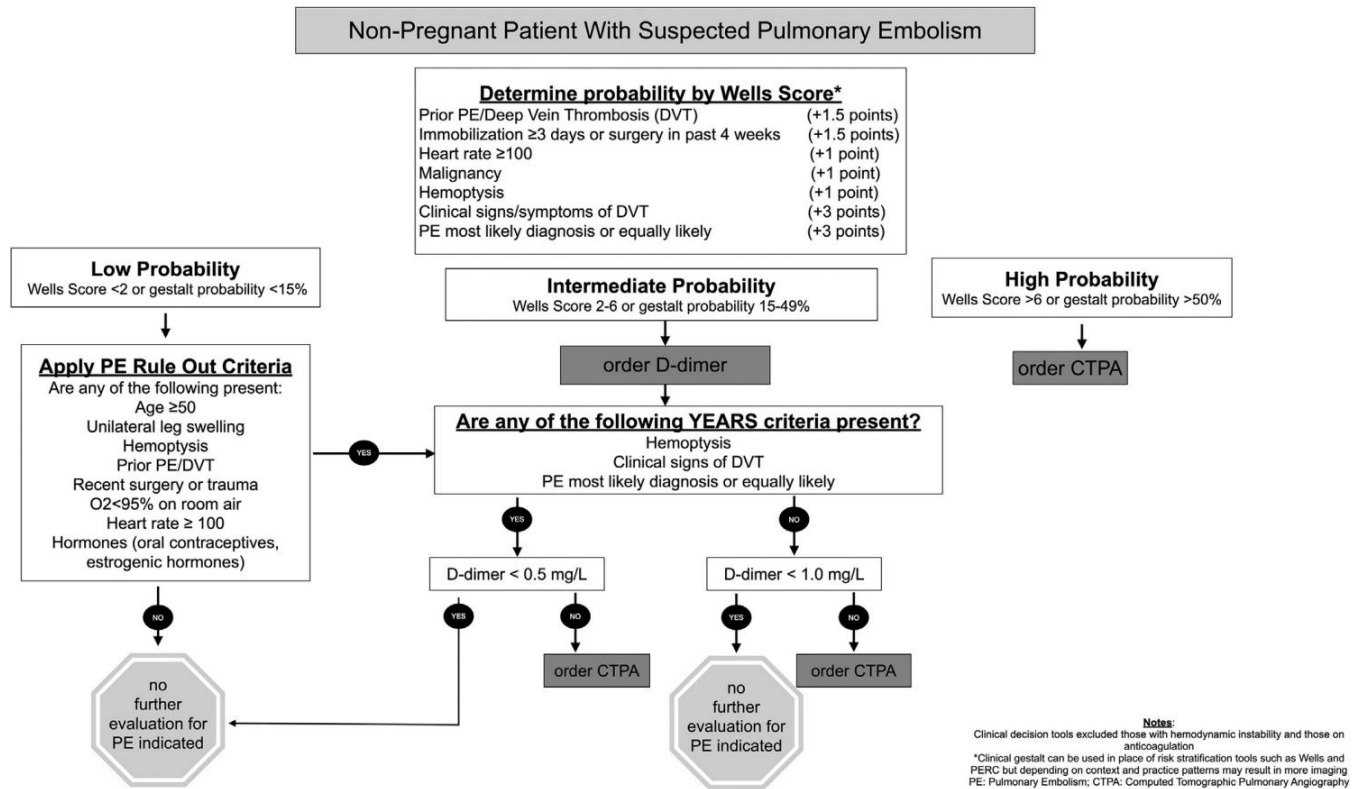 Non-Pregnant Patient With Suspected Pulmonary Embolism
Determine probability by Wells Score*
Prior PE/Deep Vein Thrombosis (DVT) (+1.5 points)
Immobilization ≥3 days or surgery in past 4 weeks (+1.5 points)
Heart rate ≥100 (+1 point)
Malignancy (+1 point)
Hemoptysis (+1 point)
Clinical signs/symptoms of DVT (+3 points)
PE most likely diagnosis or equally likely (+3 points)
Low Probability
Wells Score <2 or gestalt probability <15%
Intermediate Probability
Wells Score 2-6 or gestalt probability 15-49%
High Probability
Wells Score >6 or gestalt probability >50%
Apply PE Rule Out Criteria
Are any of the following present:
Age ≥50
Unilateral leg swelling
Hemoptysis
Prior PE/DVT
Recent surgery or trauma
O2<95% on room air
Heart rate ≥ 100
Hormones (oral contraceptives,
estrogenic hormones)
order D-dimer
order CTPA
YES
Are any of the following YEARS criteria present?
Hemoptysis
Clinical signs of DVT
PE most likely diagnosis or equally likely
YES
NO
D-dimer < 0.5 mg/L
D-dimer < 1.0 mg/L
NO
YES
NO
YES
NO
order CTPA
order CTPA
no
further
evaluation for
PE indicated
no
further
evaluation for
PE indicated
Notes:
Clinical decision tools excluded those with hemodynamic instability and those on
anticoagulation
*Clinical gestalt can be used in place of risk stratification tools such as Wells and
PERC but depending on context and practice patterns may result in more imaging
PE: Pulmonary Embolism; CTPA: Computed Tomographic Pulmonary Angiography